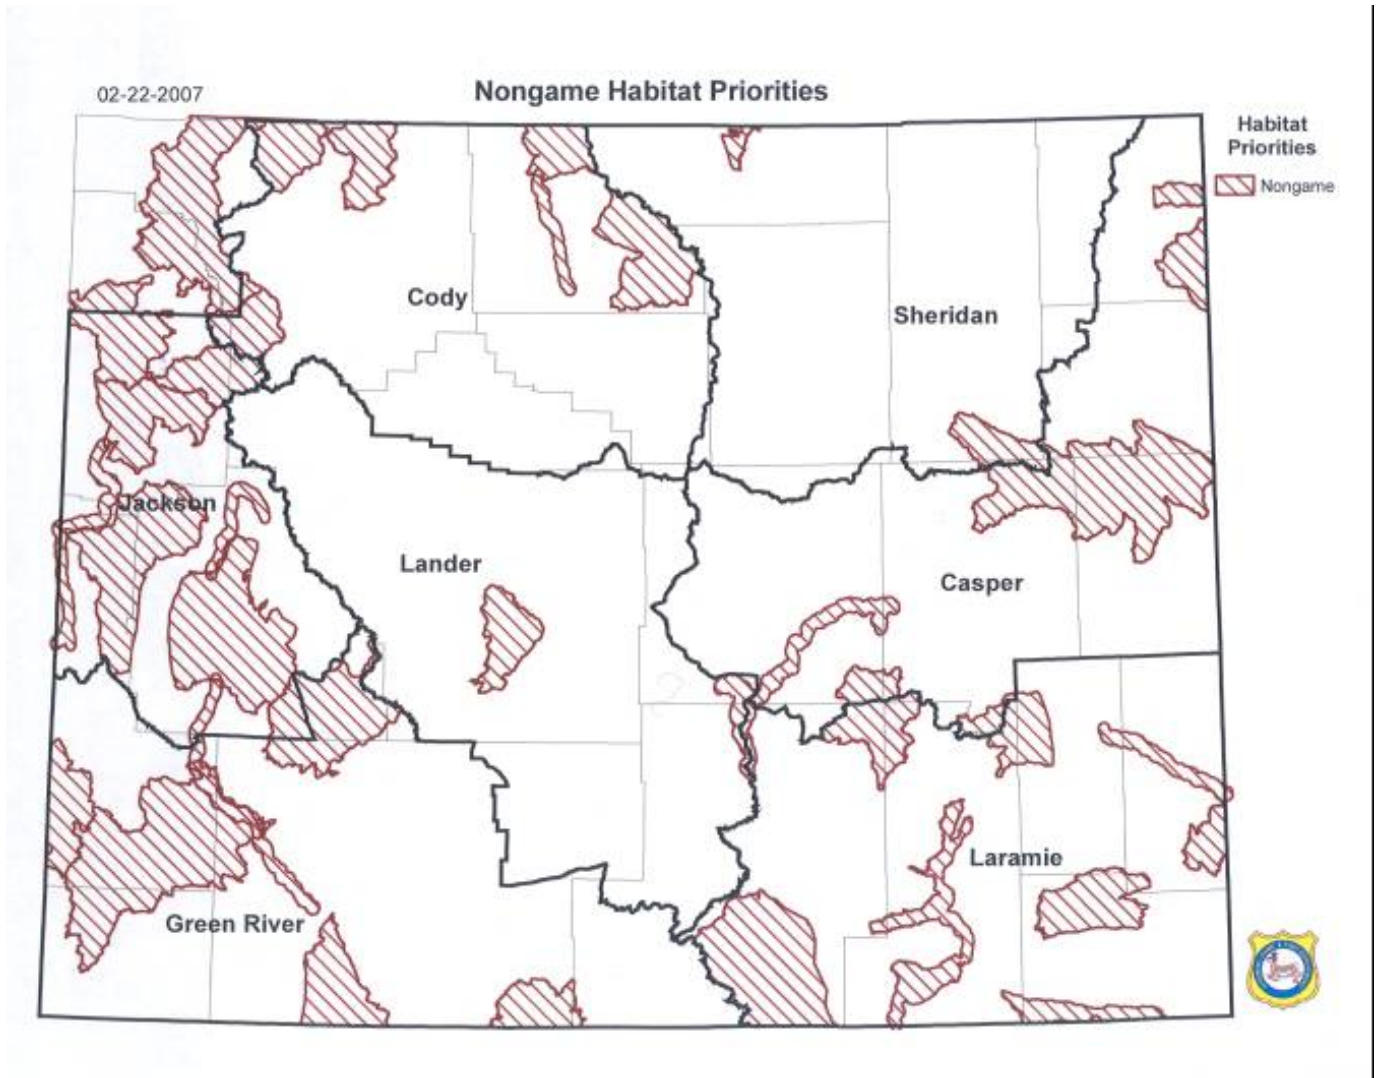 02-22-2007
Nongame Habitat Priorities
Habitat
Priorities
Nongame
Cody
Sheridan
Jackson
Lander
Casper
Laramie
Green River